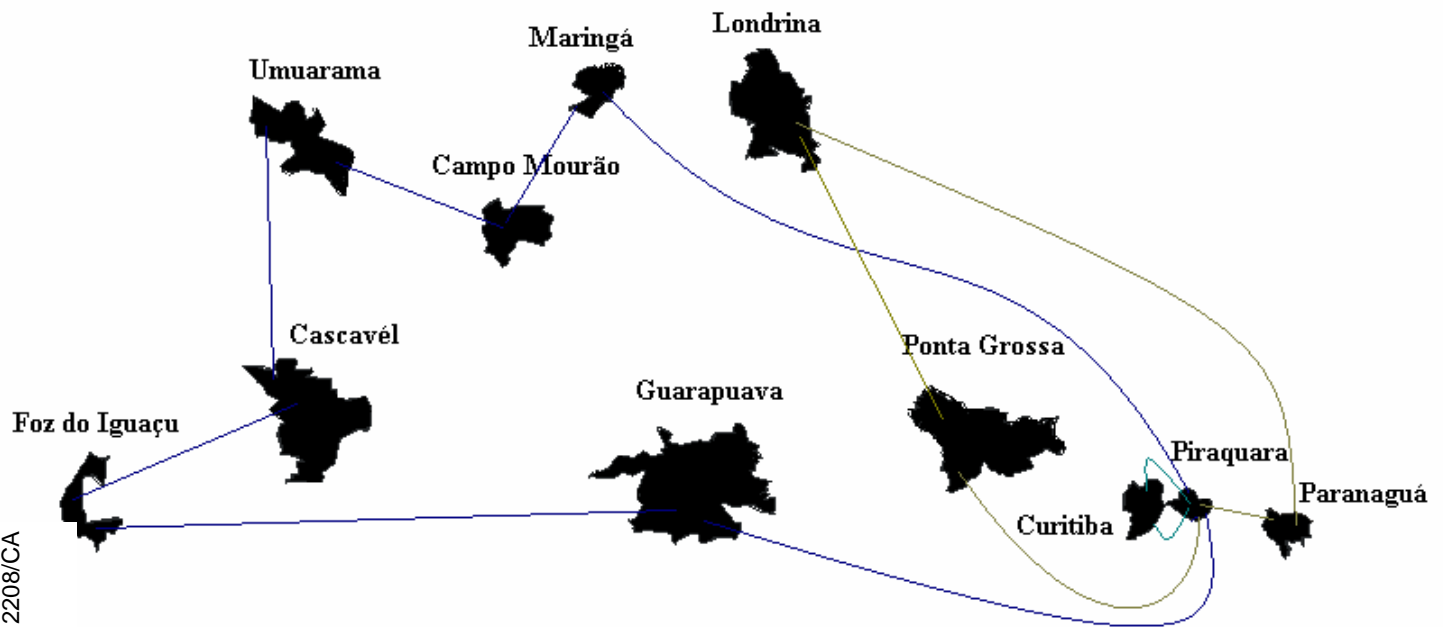 Londrina
Maringá
Umuarama
Campo Mourão
Cascavél
Ponta Grossa
Guarapuava
Foz do Iguaçu
Piraquara
Paranaguá
Curitiba
2208/CA